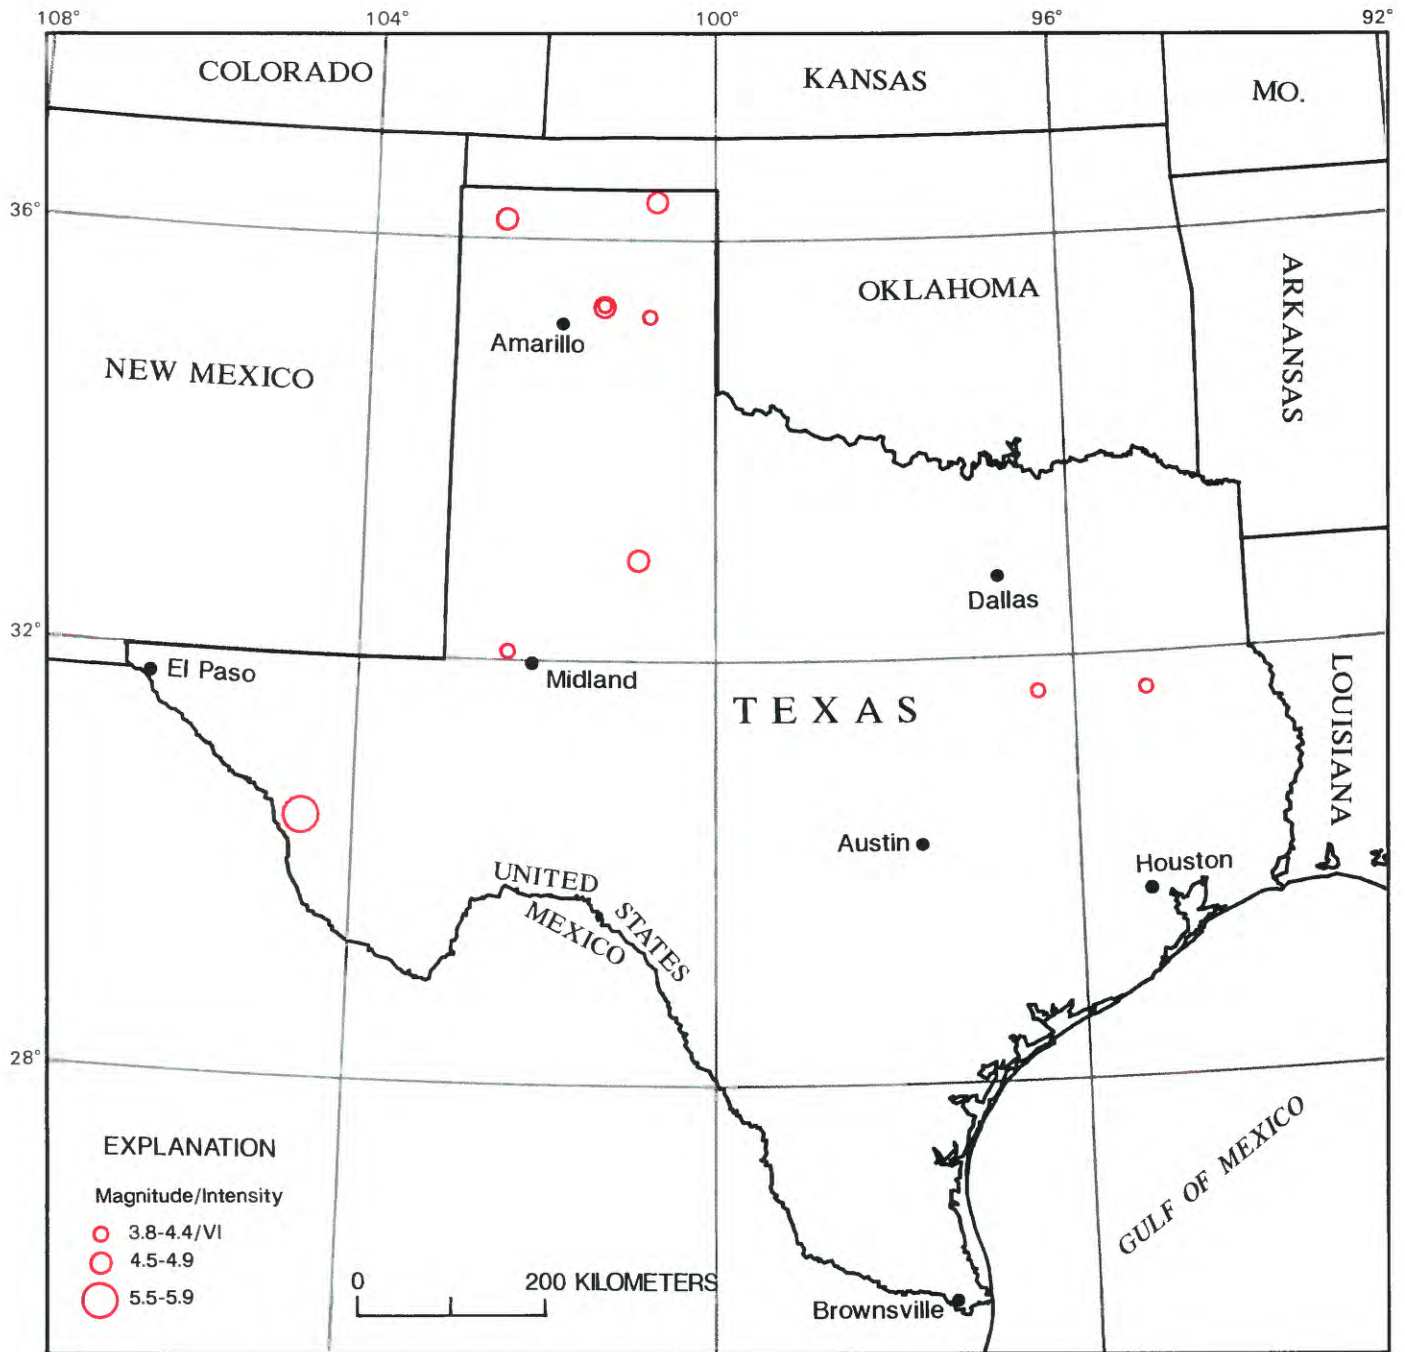 108° 104° 100° 96° 92°
COLORADO
KANSAS
MO.
36°
OKLAHOMA
ARKANSAS
Amarillo
NEW MEXICO
Dallas
32°
El Paso
Midland
TEXAS
LOUISIANA
Austin
Houston
UNITED STATES
MEXICO
28°
GULF OF MEXICO
EXPLANATION
Magnitude/Intensity
3.8-4.4/VI
4.5-4.9
5.5-5.9
0 200 KILOMETERS
Brownsville